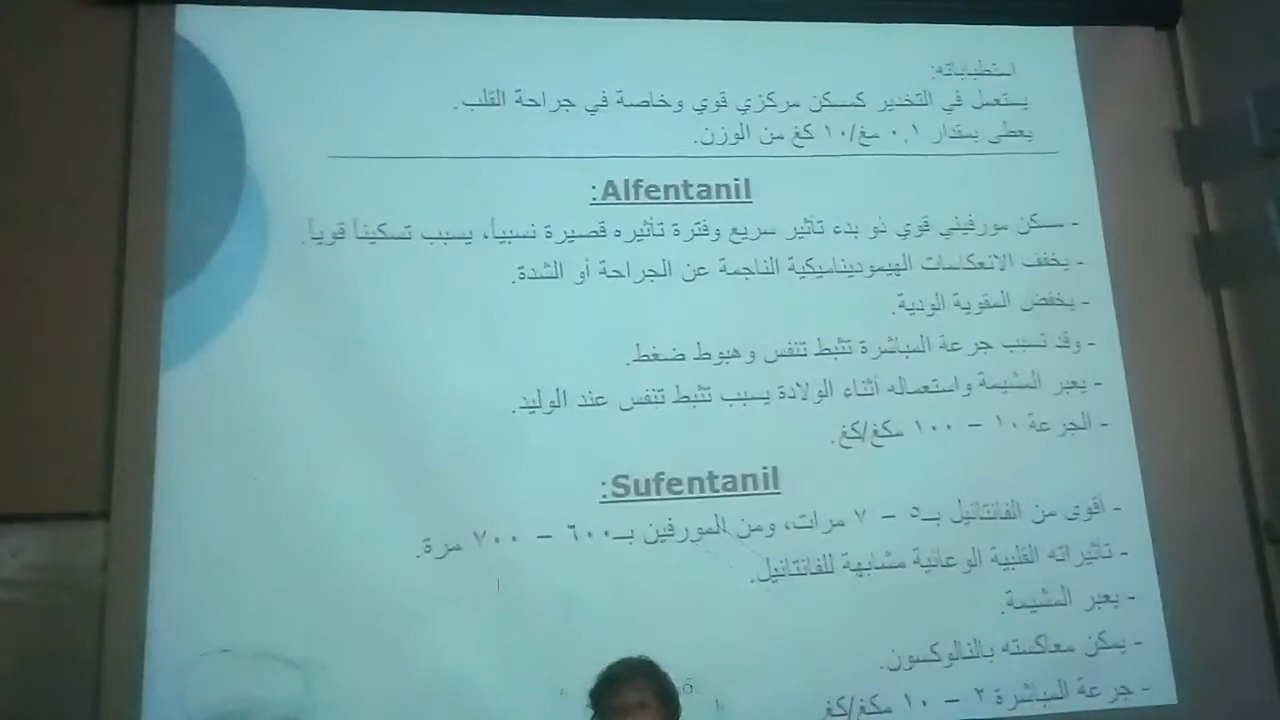 استطباباته:
يستعمل في التخدير كمسكن مركزي قوي وخاصة في جراحة القلب.
يعطى بمقدار ٠,١ مغ/١٠ كغ من الوزن.
Alfentanil:
- مسكن مورفيني قوي ذو بدء تأثير سريع وفترة تأثيره قصيرة نسبياً، يسبب تسكيناً قوياً.
- يخفف الانعكاسات الهيموديناميكية الناجمة عن الجراحة أو الشدة.
- يخفض المقوية الودية.
- وقد تسبب جرعة المباشرة تثبط تنفس وهبوط ضغط.
- يعبر المشيمة واستعماله أثناء الولادة يسبب تثبط تنفس عند الوليد.
- الجرعة ١٠ – ١٠٠ مكغ/كغ.
Sufentanil:
- أقوى من الفانتانيل بـ٥ – ٧ مرات، ومن المورفين بـ٦٠٠ – ٧٠٠ مرة.
- تأثيراته القلبية الوعائية مشابهة للفانتانيل.
- يعبر المشيمة.
- يمكن معاكسته بالنالوكسون.
- جرعة المباشرة ٢ – ١٠ مكغ/كغ